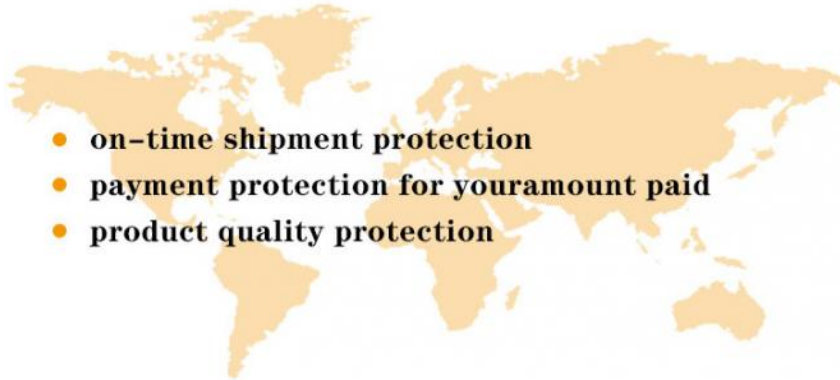 on-time shipment protection
payment protection for youramount paid
product quality protection